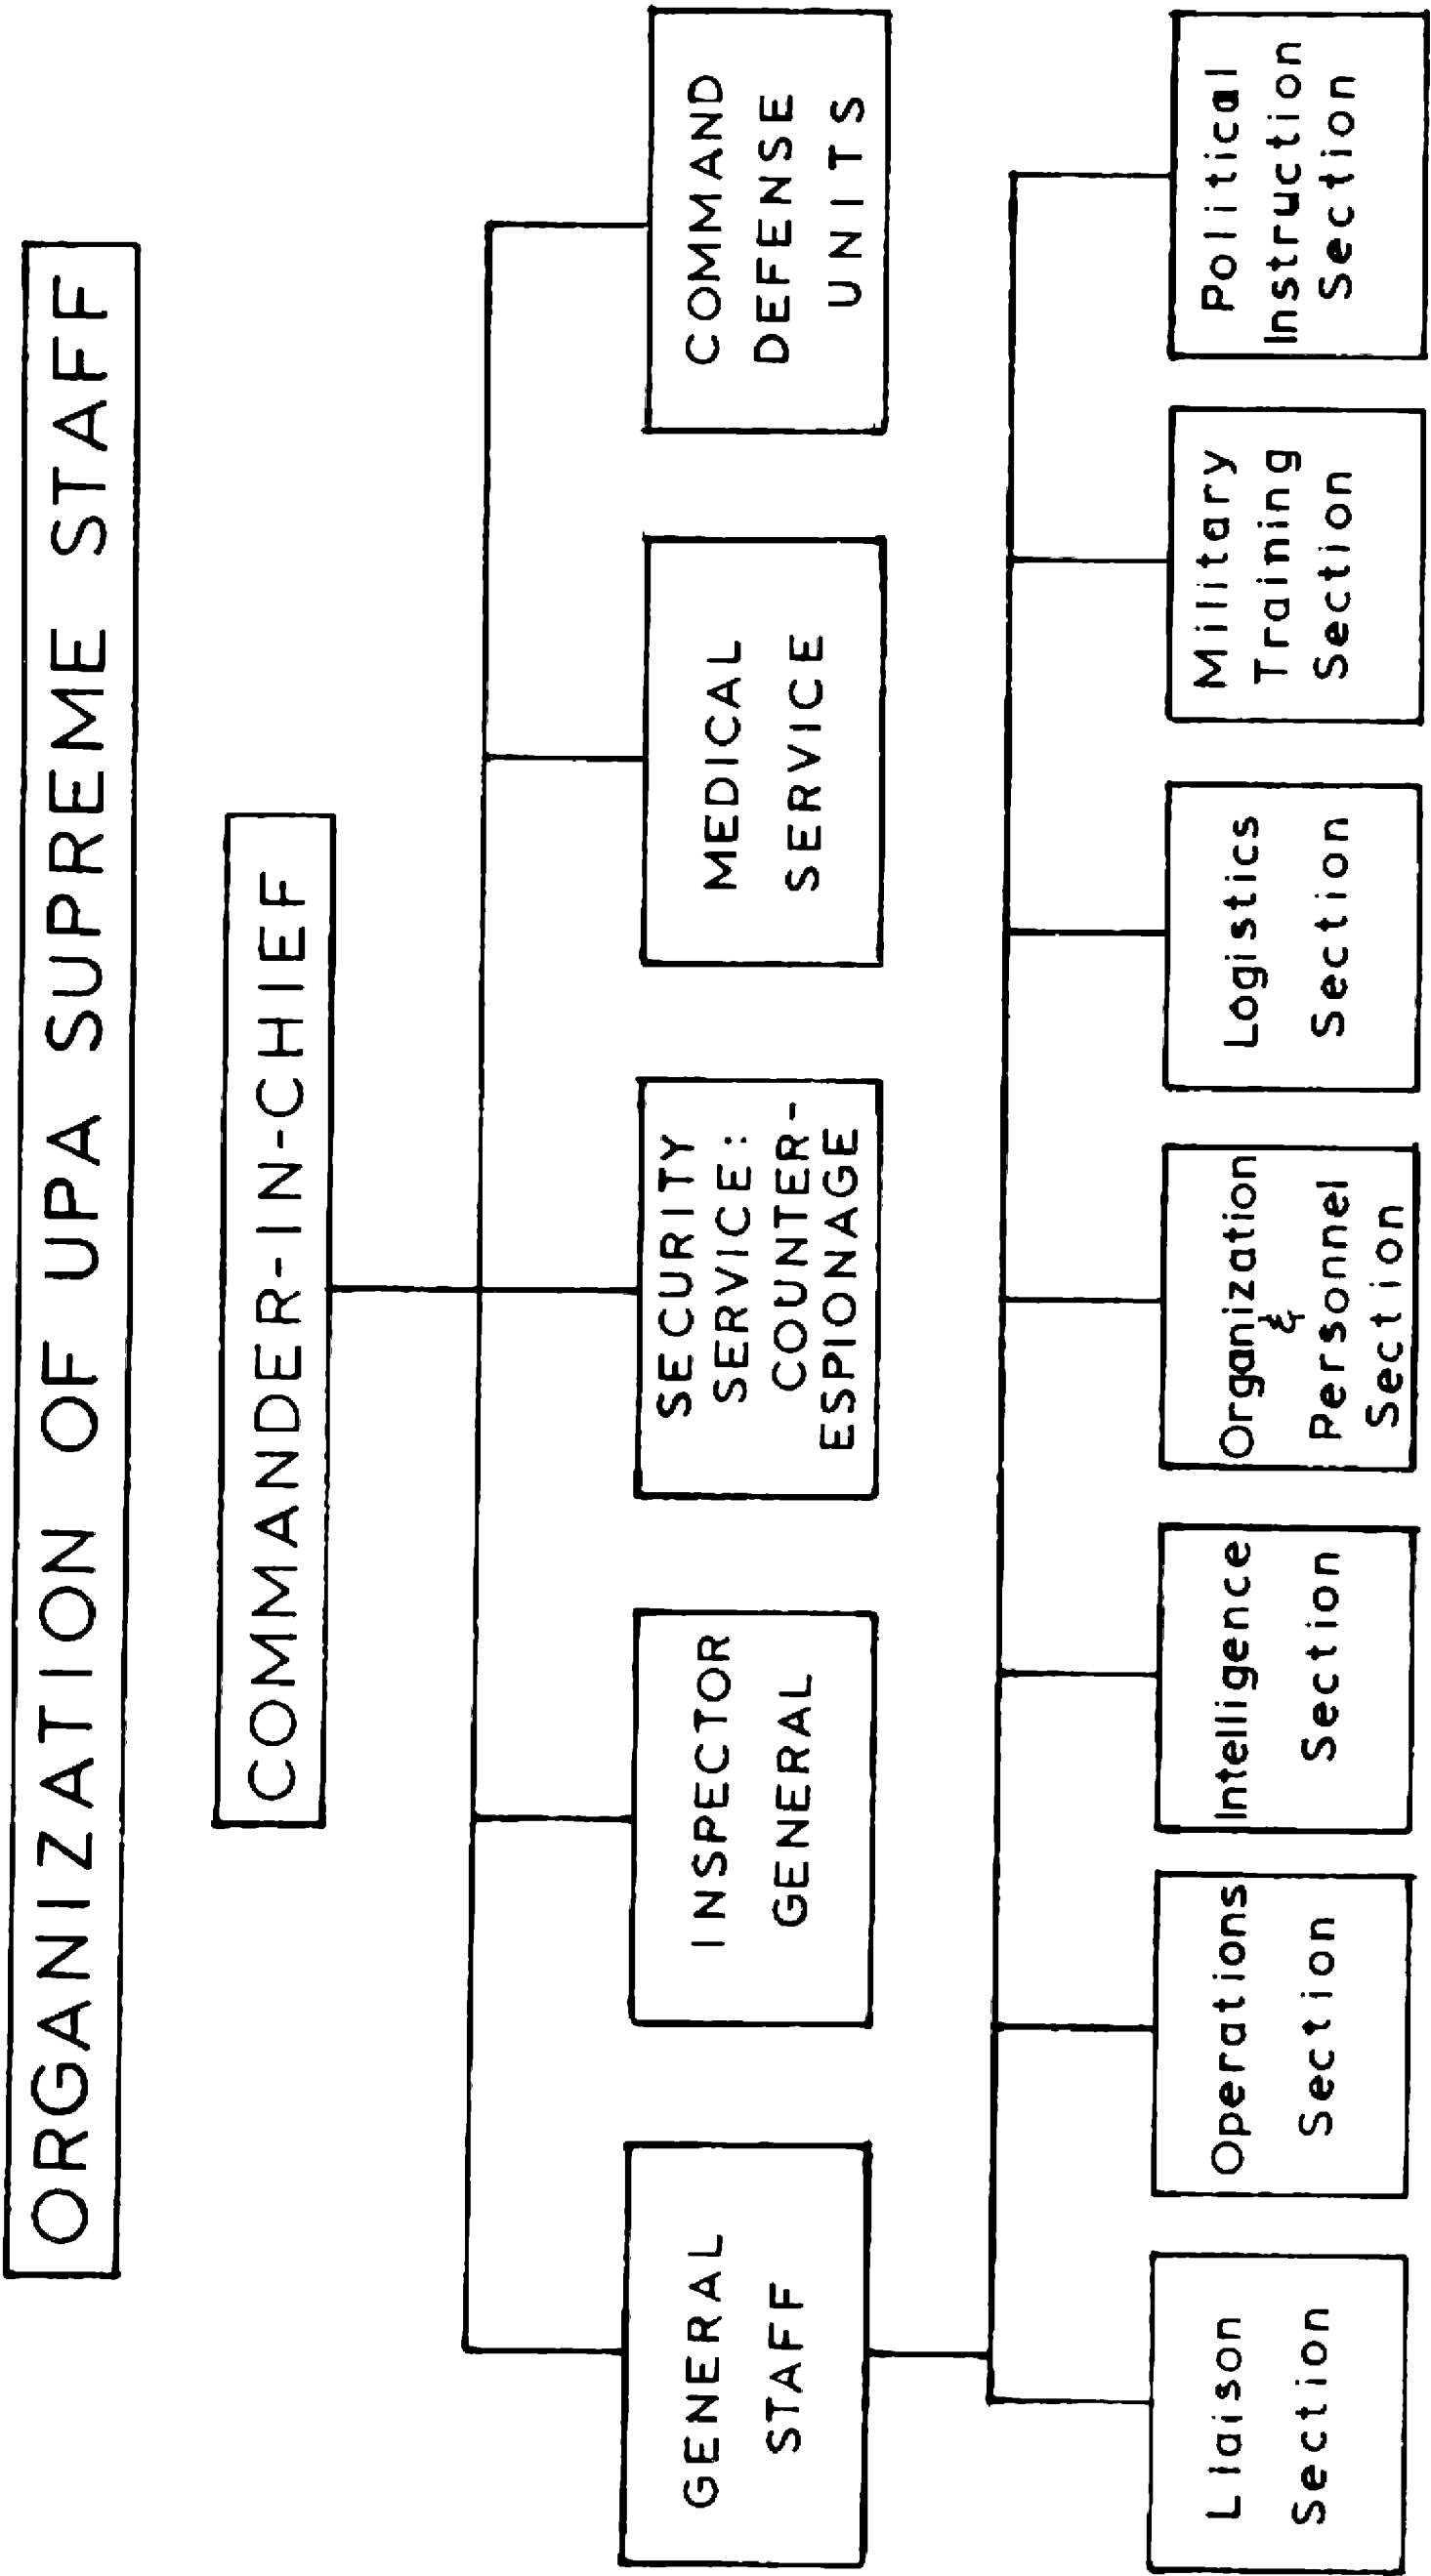 ORGANIZATION OF UPA SUPREME STAFF
COMMANDER-IN-CHIEF
GENERAL
STAFF
INSPECTOR
GENERAL
SECURITY
SERVICE:
COUNTER-
ESPIONAGE
MEDICAL
SERVICE
COMMAND
DEFENSE
UNITS
Liaison
Section
Operations
Section
Intelligence
Section
Organization
&
Personnel
Section
Logistics
Section
Military
Training
Section
Political
Instruction
Section